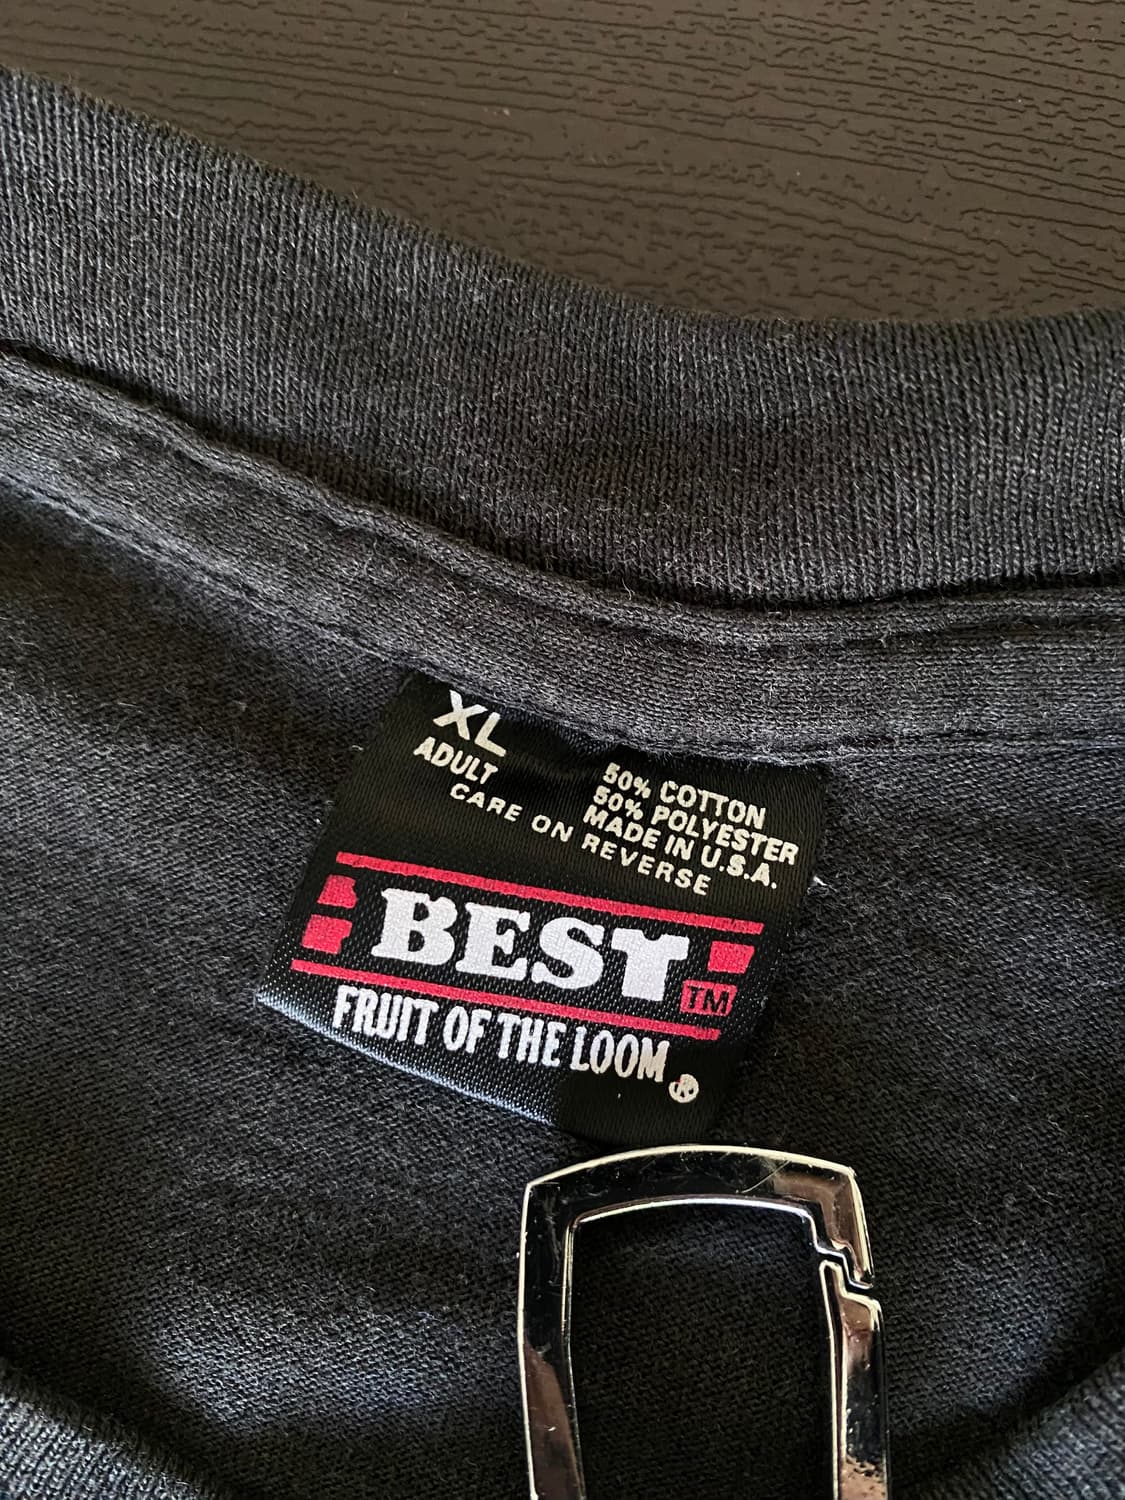 XL
ADULT
50% COTTON
50% POLYESTER
MADE IN U.S.A.
CARE ON REVERSE
BEST TM
FRUIT OF THE LOOM ®